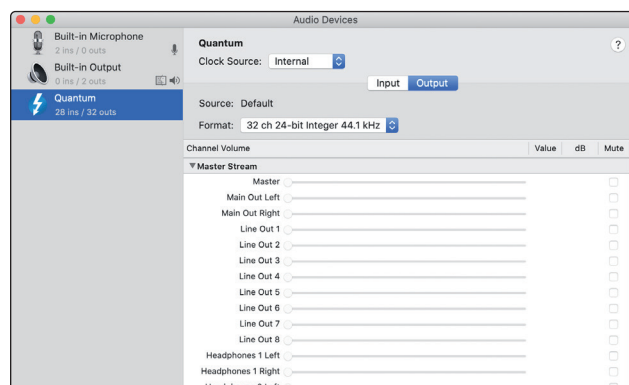 Audio Devices
Built-in Microphone
2 ins / 0 outs
Built-in Output
0 ins / 2 outs
Quantum
28 ins / 32 outs
Quantum
?
Clock Source: Internal
Input Output
Source: Default
Format: 32 ch 24-bit Integer 44.1 kHz
Channel Volume Value dB Mute
Master Stream
Master
Main Out Left
Main Out Right
Line Out 1
Line Out 2
Line Out 3
Line Out 4
Line Out 5
Line Out 6
Line Out 7
Line Out 8
Headphones 1 Left
Headphones 1 Right